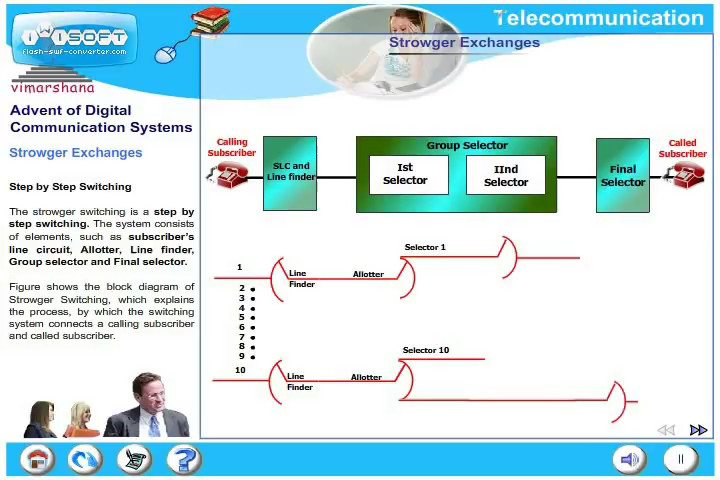 Telecommunication
Strowger Exchanges
iWiSOFT
flash-swf-converter.com
vimarshana
Advent of Digital
Communication Systems
Strowger Exchanges
Step by Step Switching
The strowger switching is a step by
step switching. The system consists
of elements, such as subscriber's
line circuit, Allotter, Line finder,
Group selector and Final selector.
Figure shows the block diagram of
Strowger Switching, which explains
the process, by which the switching
system connects a calling subscriber
and called subscriber.
Calling
Subscriber
SLC and
Line finder
Group Selector
Ist
Selector
IInd
Selector
Final
Selector
Called
Subscriber
Selector 1
1
Line
Finder
Allotter
2
3
4
5
6
7
8
9
10
Selector 10
Line
Finder
Allotter